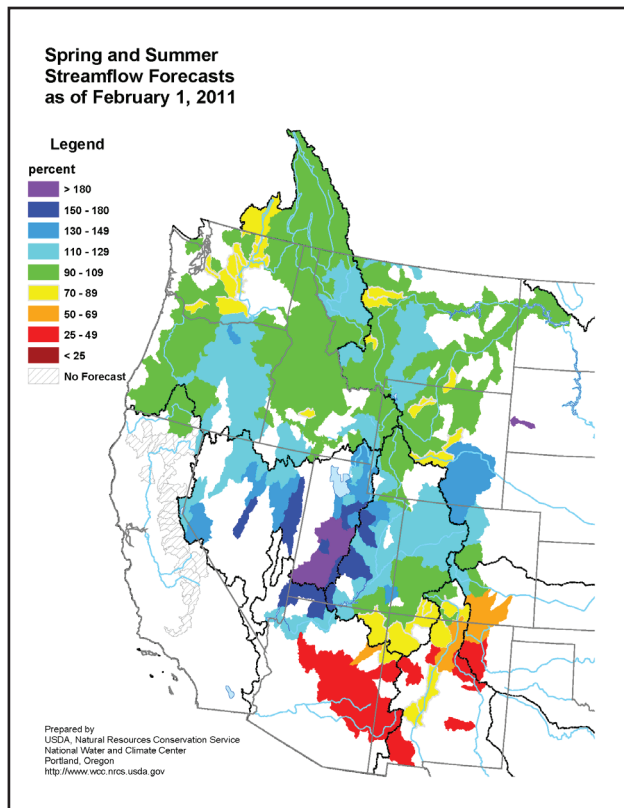 Spring and Summer
Streamflow Forecasts
as of February 1, 2011
Legend
percent
> 180
150 - 180
130 - 149
110 - 129
90 - 109
70 - 89
50 - 69
25 - 49
< 25
No Forecast
Prepared by
USDA, Natural Resources Conservation Service
National Water and Climate Center
Portland, Oregon
http://www.wcc.nrcs.usda.gov